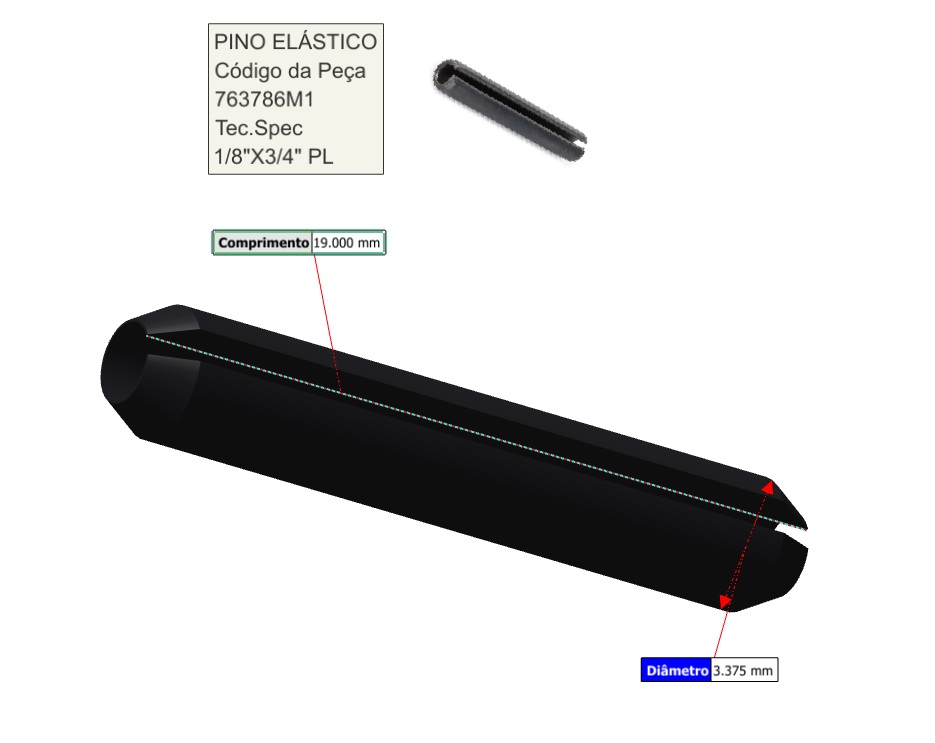 PINO ELÁSTICO
Código da Peça
763786M1
Tec.Spec
1/8"X3/4" PL
Comprimento 19.000 mm
Diâmetro 3.375 mm